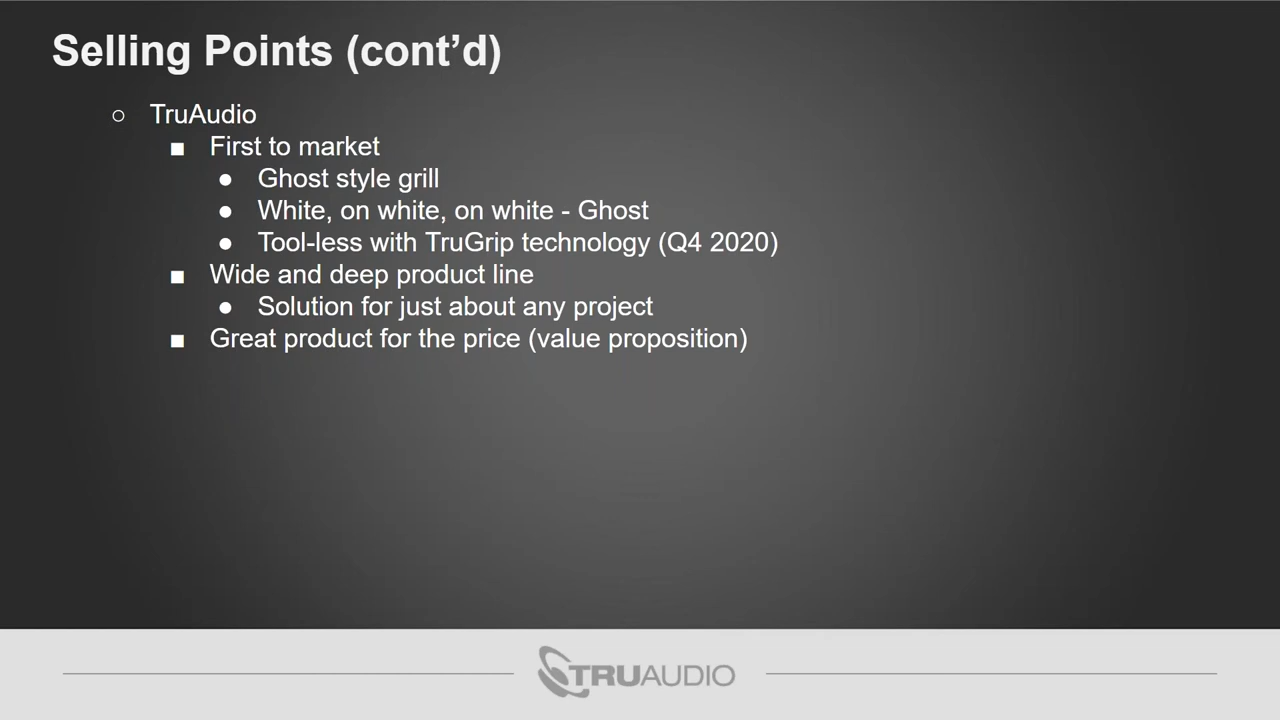 Selling Points (cont’d)
○ TruAudio
■ First to market
● Ghost style grill
● White, on white, on white - Ghost
● Tool-less with TruGrip technology (Q4 2020)
■ Wide and deep product line
● Solution for just about any project
■ Great product for the price (value proposition)
TRUAUDIO